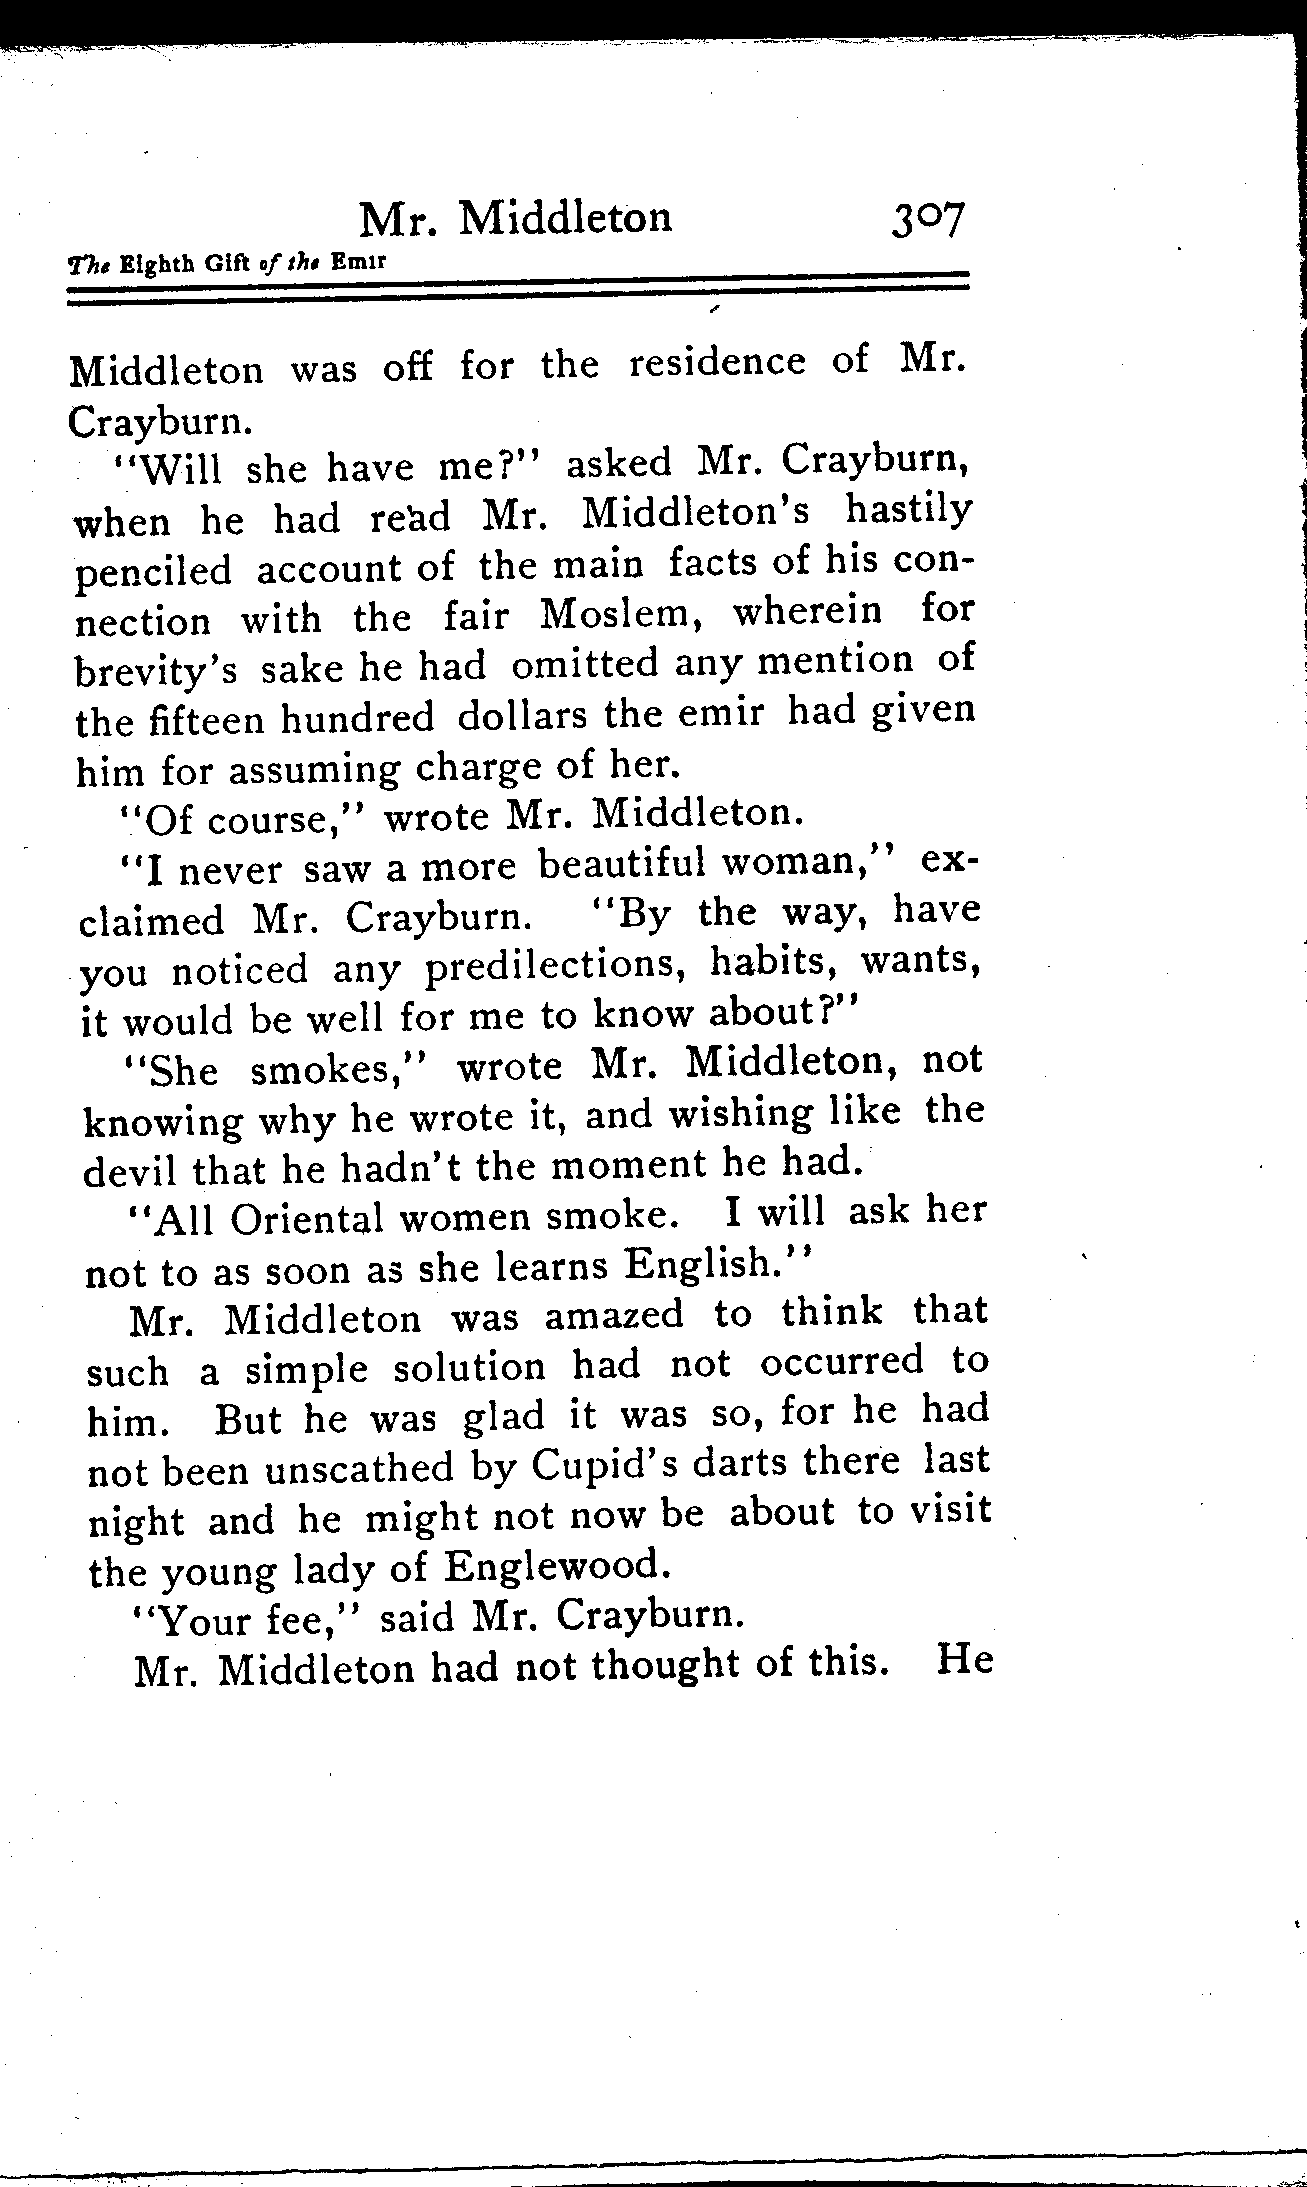 Mr. Middleton 307
The Eighth Gift of the Emir
Middleton was off for the residence of Mr.
Crayburn.
"Will she have me?" asked Mr. Crayburn,
when he had read Mr. Middleton's hastily
penciled account of the main facts of his con-
nection with the fair Moslem, wherein for
brevity's sake he had omitted any mention of
the fifteen hundred dollars the emir had given
him for assuming charge of her.
"Of course," wrote Mr. Middleton.
"I never saw a more beautiful woman," ex-
claimed Mr. Crayburn. "By the way, have
you noticed any predilections, habits, wants,
it would be well for me to know about?"
"She smokes," wrote Mr. Middleton, not
knowing why he wrote it, and wishing like the
devil that he hadn't the moment he had.
"All Oriental women smoke. I will ask her
not to as soon as she learns English."
Mr. Middleton was amazed to think that
such a simple solution had not occurred to
him. But he was glad it was so, for he had
not been unscathed by Cupid's darts there last
night and he might not now be about to visit
the young lady of Englewood.
"Your fee," said Mr. Crayburn.
Mr. Middleton had not thought of this. He